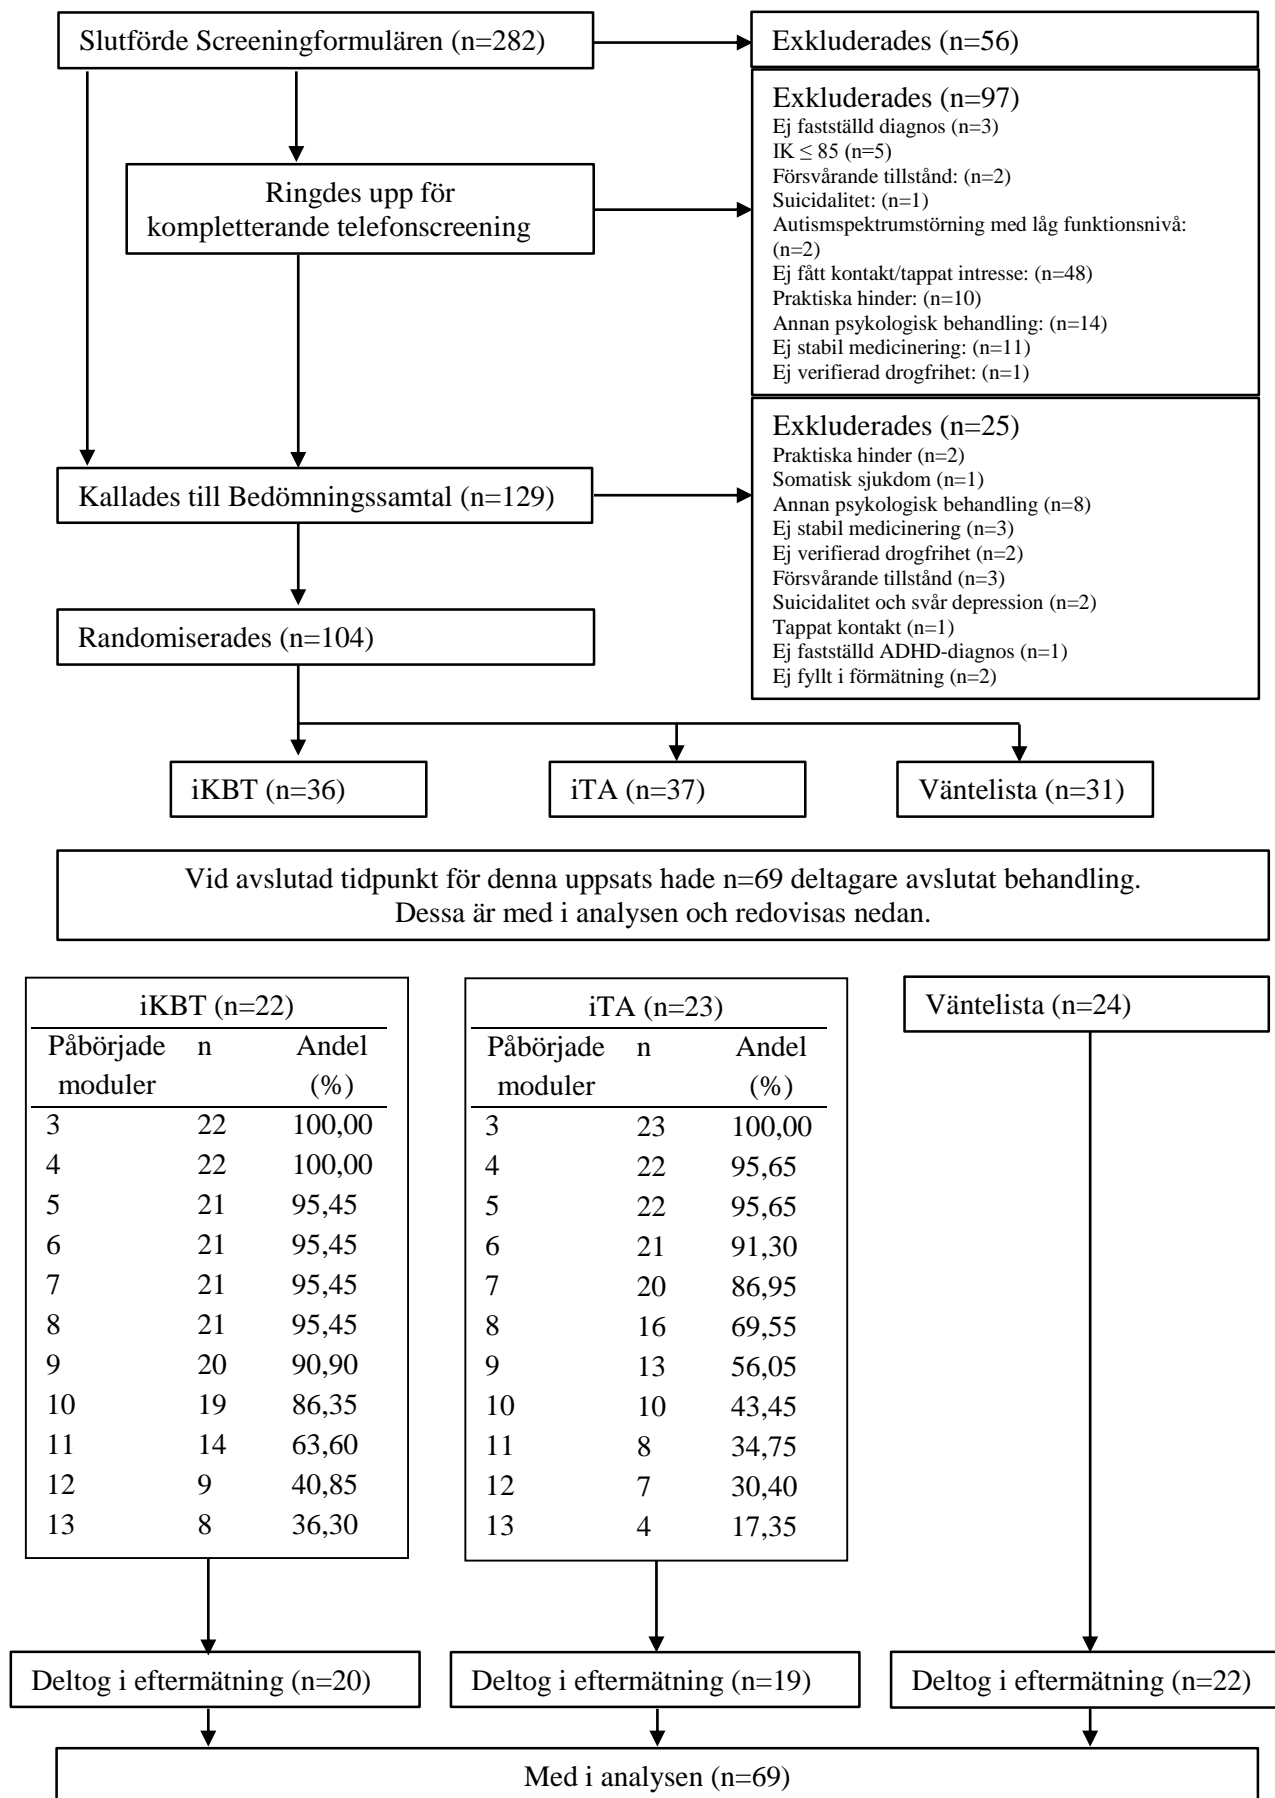 Slutförde Screeningformulären (n=282)
Exkluderades (n=56)
Exkluderades (n=97)
Ej fastställd diagnos (n=3)
IK ≤ 85 (n=5)
Försvårande tillstånd: (n=2)
Suicidalitet: (n=1)
Autismspektrumstörning med låg funktionsnivå:
(n=2)
Ej fått kontakt/tappat intresse: (n=48)
Praktiska hinder: (n=10)
Annan psykologisk behandling: (n=14)
Ej stabil medicinering: (n=11)
Ej verifierad drogfrihet: (n=1)
Ringdes upp för
kompletterande telefonscreening
Exkluderades (n=25)
Praktiska hinder (n=2)
Somatisk sjukdom (n=1)
Annan psykologisk behandling (n=8)
Ej stabil medicinering (n=3)
Ej verifierad drogfrihet (n=2)
Försvårande tillstånd (n=3)
Suicidalitet och svår depression (n=2)
Tappat kontakt (n=1)
Ej fastställd ADHD-diagnos (n=1)
Ej fyllt i förmätning (n=2)
Kallades till Bedömningssamtal (n=129)
Randomiserades (n=104)
iKBT (n=36)
iTA (n=37)
Väntelista (n=31)
Vid avslutad tidpunkt för denna uppsats hade n=69 deltagare avslutat behandling.
Dessa är med i analysen och redovisas nedan.
iKBT (n=22)
Påbörjade n Andel
moduler (%)
3 22 100,00
4 22 100,00
5 21 95,45
6 21 95,45
7 21 95,45
8 21 95,45
9 20 90,90
10 19 86,35
11 14 63,60
12 9 40,85
13 8 36,30
iTA (n=23)
Påbörjade n Andel
moduler (%)
3 23 100,00
4 22 95,65
5 22 95,65
6 21 91,30
7 20 86,95
8 16 69,55
9 13 56,05
10 10 43,45
11 8 34,75
12 7 30,40
13 4 17,35
Väntelista (n=24)
Deltog i eftermätning (n=20)
Deltog i eftermätning (n=19)
Deltog i eftermätning (n=22)
Med i analysen (n=69)